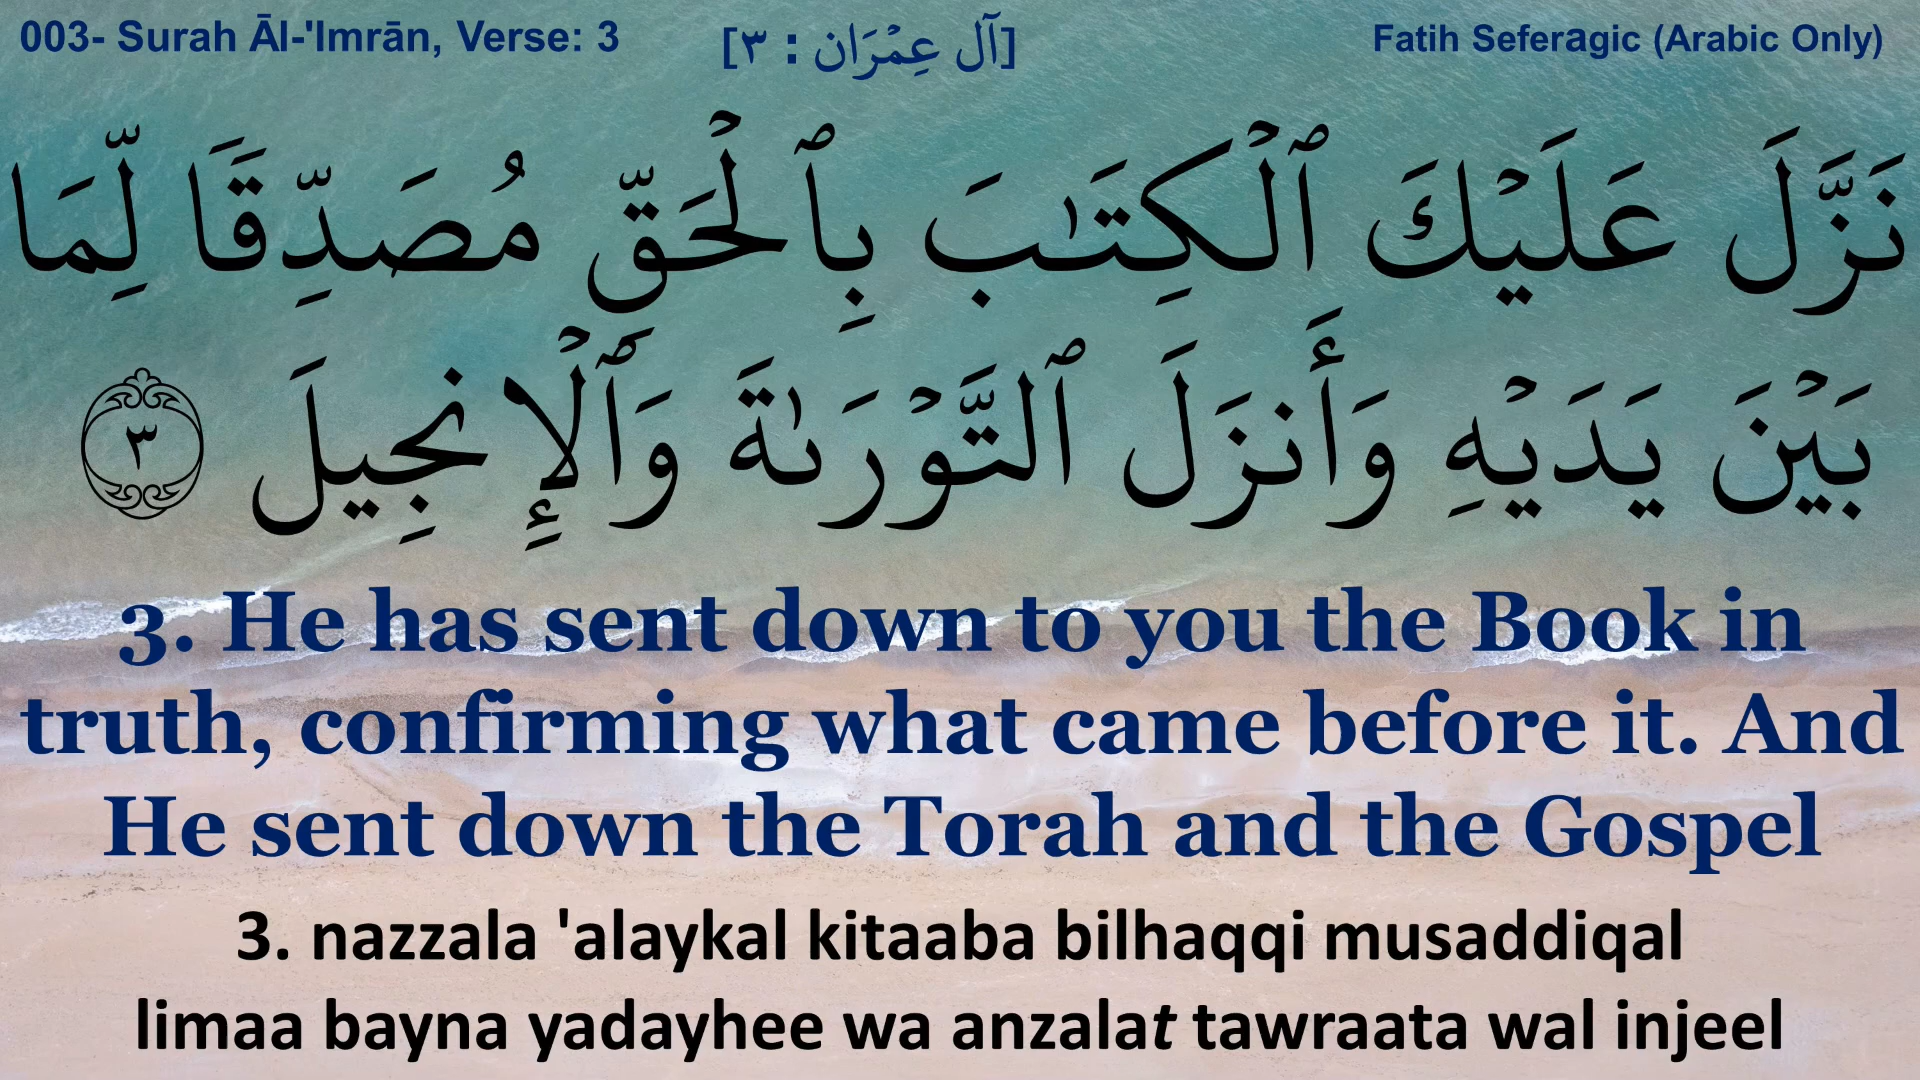 003- Surah Āl-'Imrān, Verse: 3
[آل عِمْرَان : ٣]
Fatih Seferagic (Arabic Only)
نَزَّلَ عَلَيْكَ ٱلْكِتَٰبَ بِٱلْحَقِّ مُصَدِّقًا لِّمَا
بَيْنَ يَدَيْهِ وَأَنزَلَ ٱلتَّوْرَىٰةَ وَٱلْإِنجِيلَ ٣
3. He has sent down to you the Book in
truth, confirming what came before it. And
He sent down the Torah and the Gospel
3. nazzala 'alaykal kitaaba bilhaqqi musaddiqal
limaa bayna yadayhee wa anzalat tawraata wal injeel